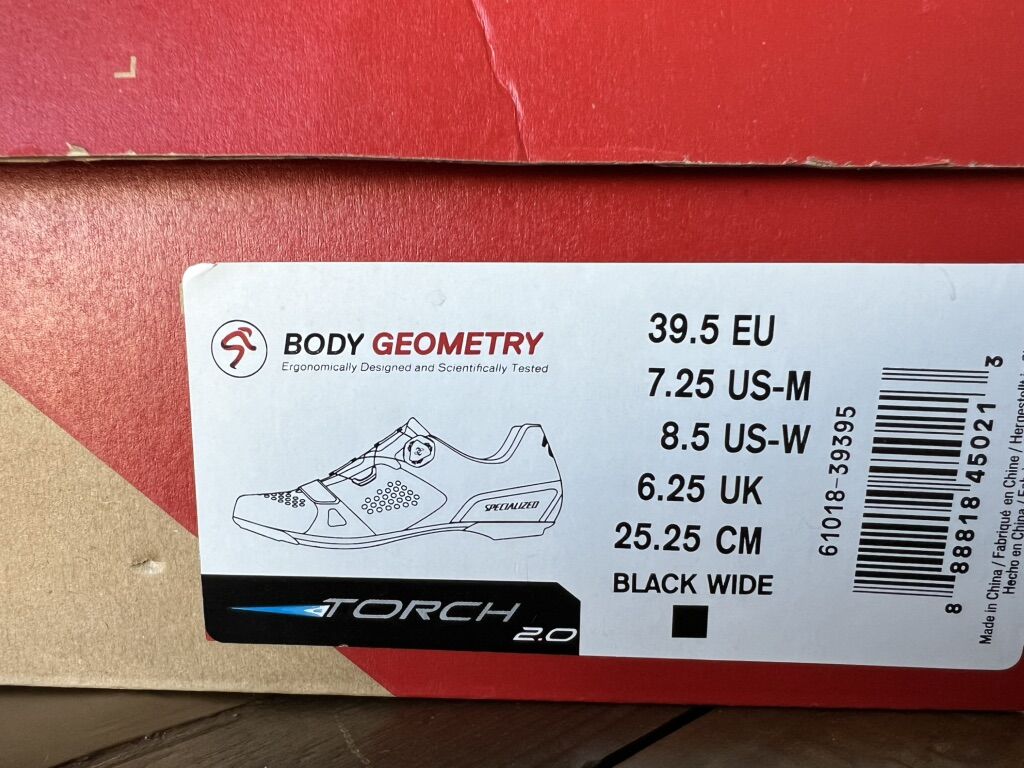 BODY GEOMETRY
Ergonomically Designed and Scientifically Tested
SPECIALIZED
TORCH
2.0
39.5 EU
7.25 US-M
8.5 US-W
6.25 UK
25.25 CM
BLACK WIDE
61018-39395
8 88818 45021 3
Made in China / Fabriqué en Chine / Hergestellt
Hecho en China